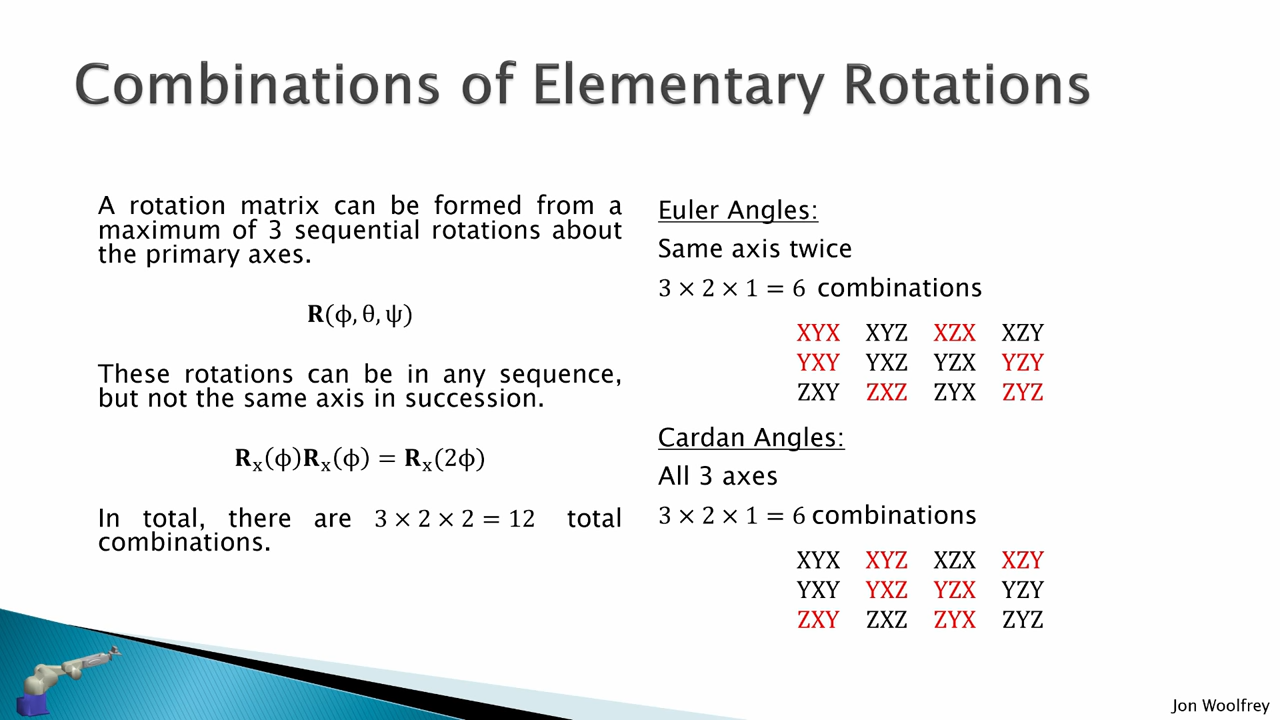 Combinations of Elementary Rotations
A rotation matrix can be formed from a
maximum of 3 sequential rotations about
the primary axes.
𝐑(ϕ, θ, ψ)
These rotations can be in any sequence,
but not the same axis in succession.
𝐑ₓ(ϕ)𝐑ₓ(ϕ) = 𝐑ₓ(2ϕ)
In total, there are 3 × 2 × 2 = 12 total
combinations.
Euler Angles:
Same axis twice
3 × 2 × 1 = 6 combinations
XYX XYZ XZX XZY
YXY YXZ YZX YZY
ZXY ZXZ ZYX ZYZ
Cardan Angles:
All 3 axes
3 × 2 × 1 = 6 combinations
XYX XYZ XZX XZY
YXY YXZ YZX YZY
ZXY ZXZ ZYX ZYZ
Jon Woolfrey